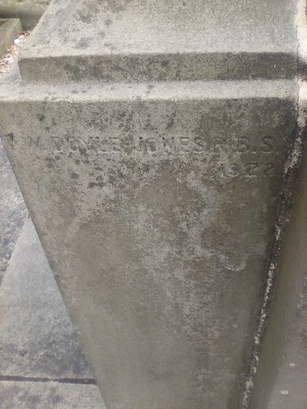 W. DOYLE-JONES R.B.S.
1922